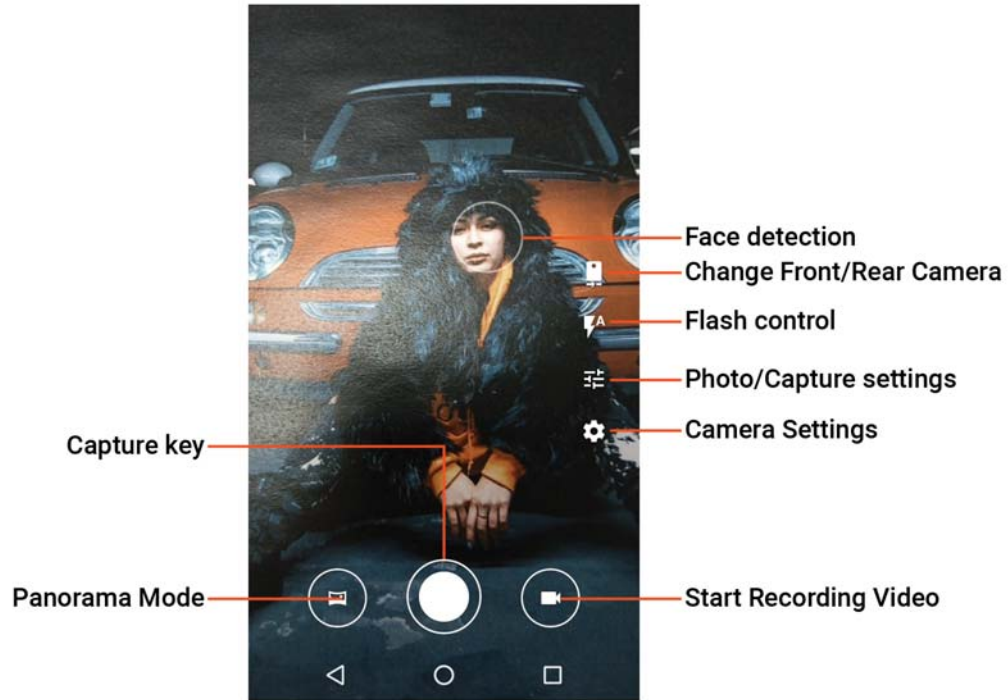 Face detection
Change Front/Rear Camera
A
Flash control
Photo/Capture settings
Camera Settings
Capture key
Panorama Mode
Start Recording Video